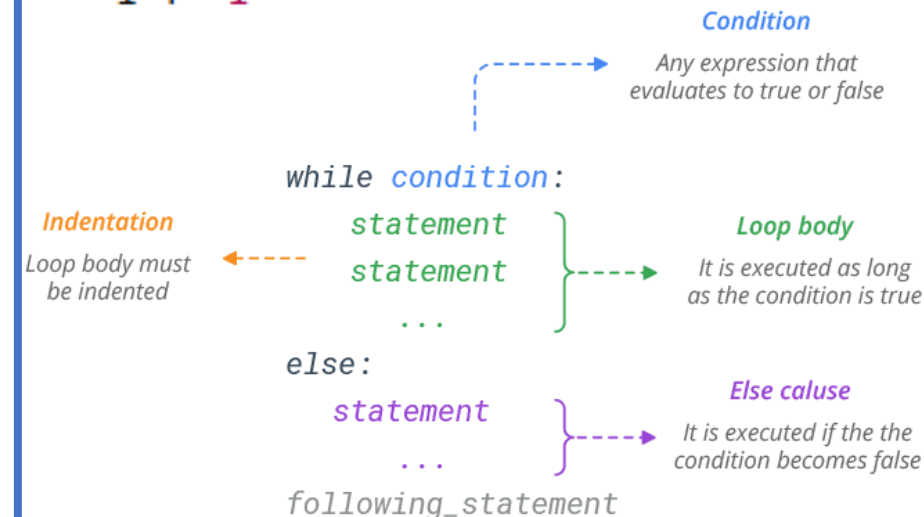 Condition
Any expression that
evaluates to true or false
while condition:
Indentation
Loop body must
be indented
statement
statement
...
Loop body
It is executed as long
as the condition is true
else:
statement
...
Else caluse
It is executed if the the
condition becomes false
following_statement